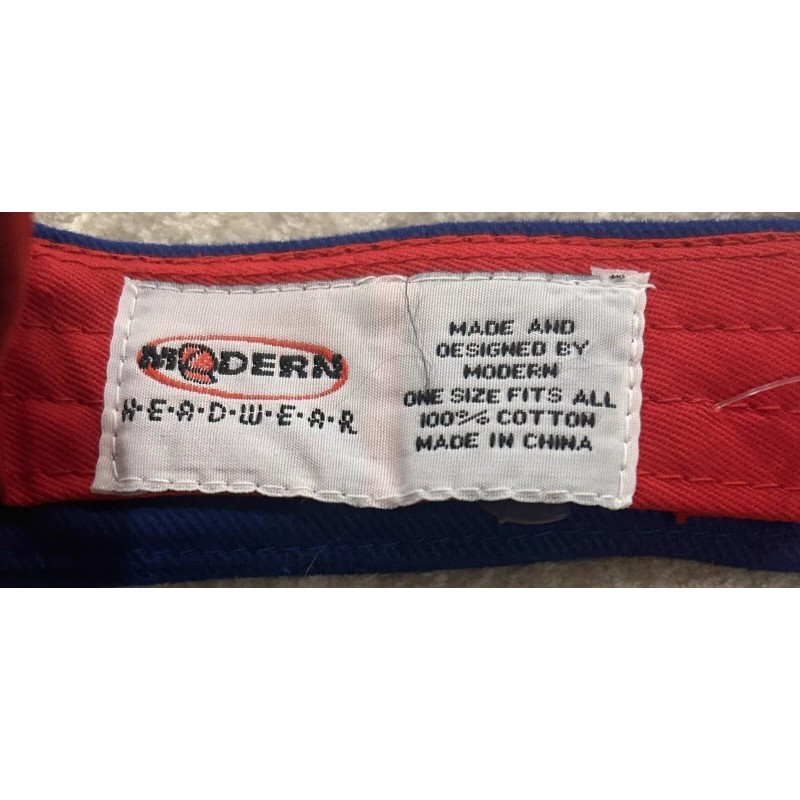 MODERN
H·E·A·D·W·E·A·R
MADE AND
DESIGNED BY
MODERN
ONE SIZE FITS ALL
100% COTTON
MADE IN CHINA